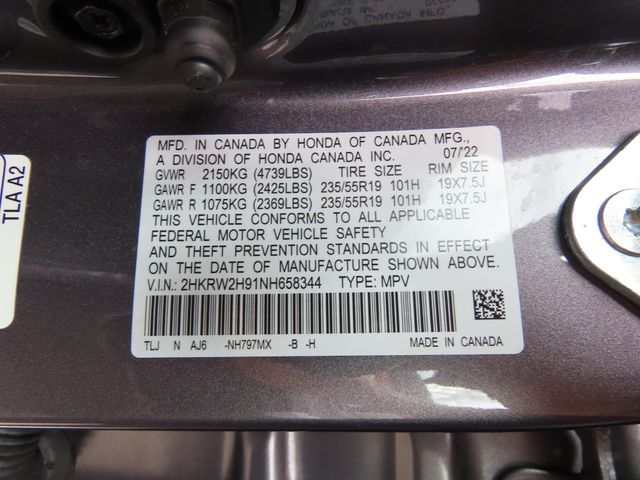 MFD. IN CANADA BY HONDA OF CANADA MFG.,
A DIVISION OF HONDA CANADA INC. 07/'22
GVWR 2150KG (4739LBS) TIRE SIZE RIM SIZE
GAWR F 1100KG (2425LBS) 235/55R19 101H 19X7.5J
GAWR R 1075KG (2369LBS) 235/55R19 101H 19X7.5J
THIS VEHICLE CONFORMS TO ALL APPLICABLE
FEDERAL MOTOR VEHICLE SAFETY
AND THEFT PREVENTION STANDARDS IN EFFECT
ON THE DATE OF MANUFACTURE SHOWN ABOVE.
V.I.N.: 2HKRW2H91NH658344 TYPE: MPV
TLJ N AJ6 -NH797MX -B -H MADE IN CANADA
TLA A2